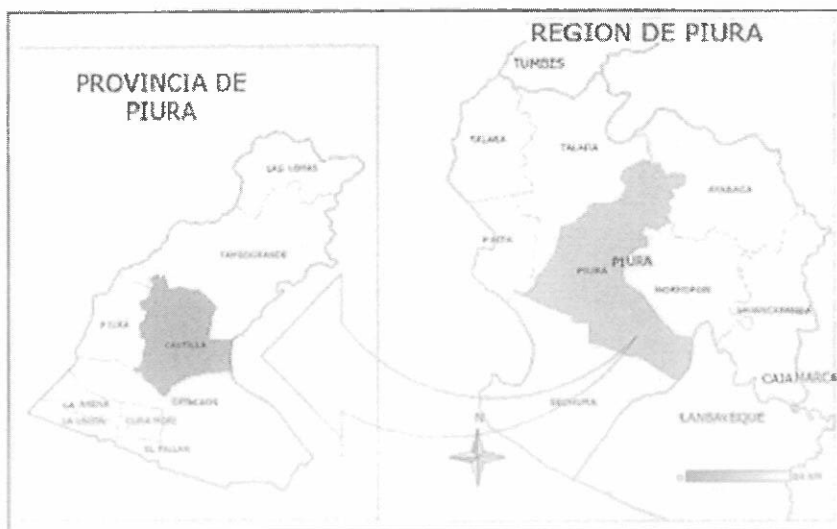 PROVINCIA DE
PIURA
LAS LOMAS
TAMBOGRANDE
PIURA
CASTILLA
LA ARENA
CATACAOS
LA UNION
CURA MORI
EL TALLAN
REGION DE PIURA
TUMBES
TALARA
AYABACA
PAITA
PIURA
PIURA
MORROPON
HUANCABAMBA
CAJAMARCA
SECHURA
LAMBAYEQUE
N
0